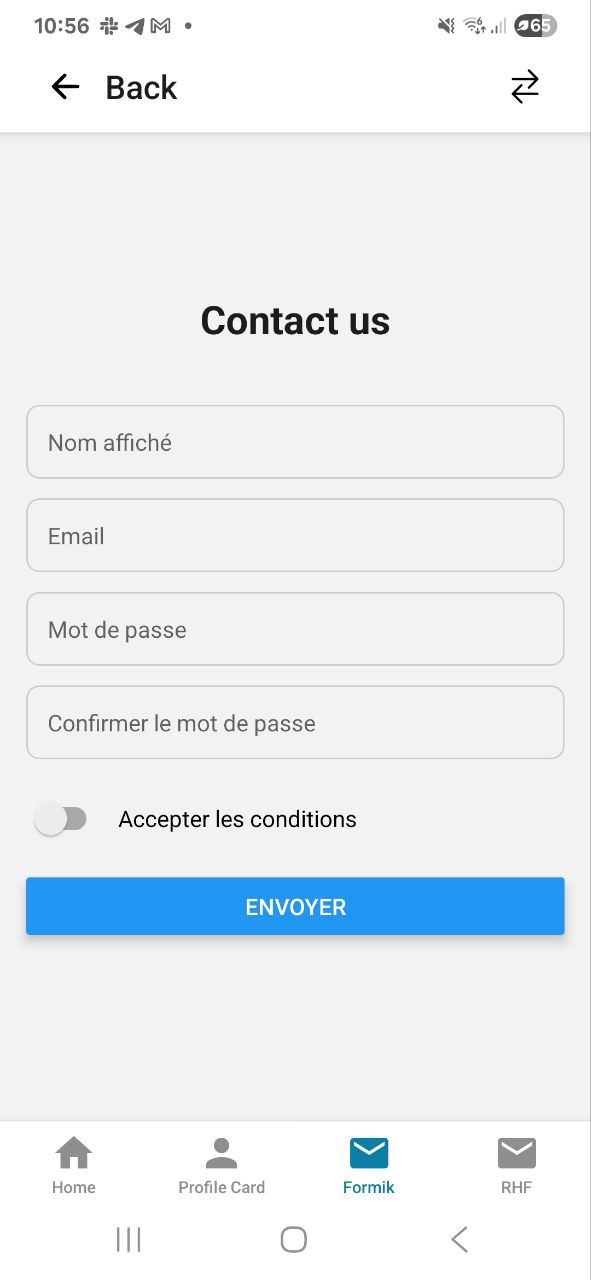 10:56 65
Back
Contact us
Nom affiché
Email
Mot de passe
Confirmer le mot de passe
Accepter les conditions
ENVOYER
Home Profile Card Formik RHF